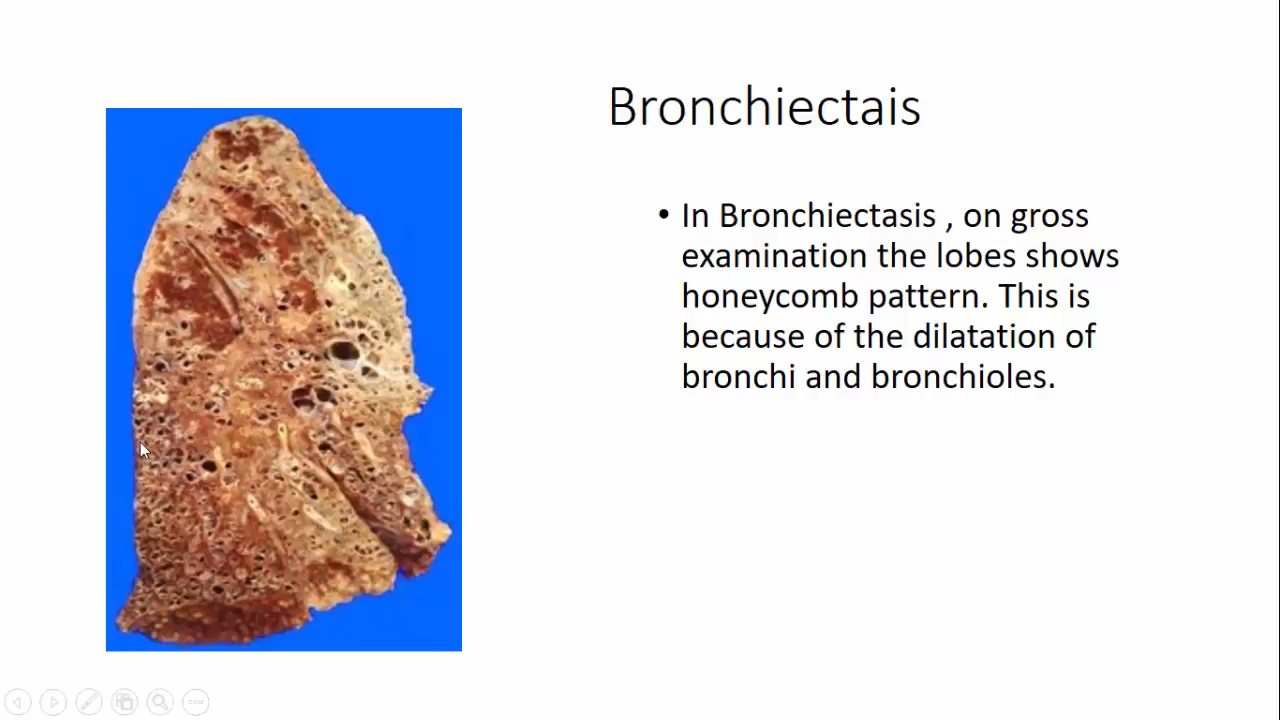 Bronchiectais
• In Bronchiectasis , on gross
examination the lobes shows
honeycomb pattern. This is
because of the dilatation of
bronchi and bronchioles.